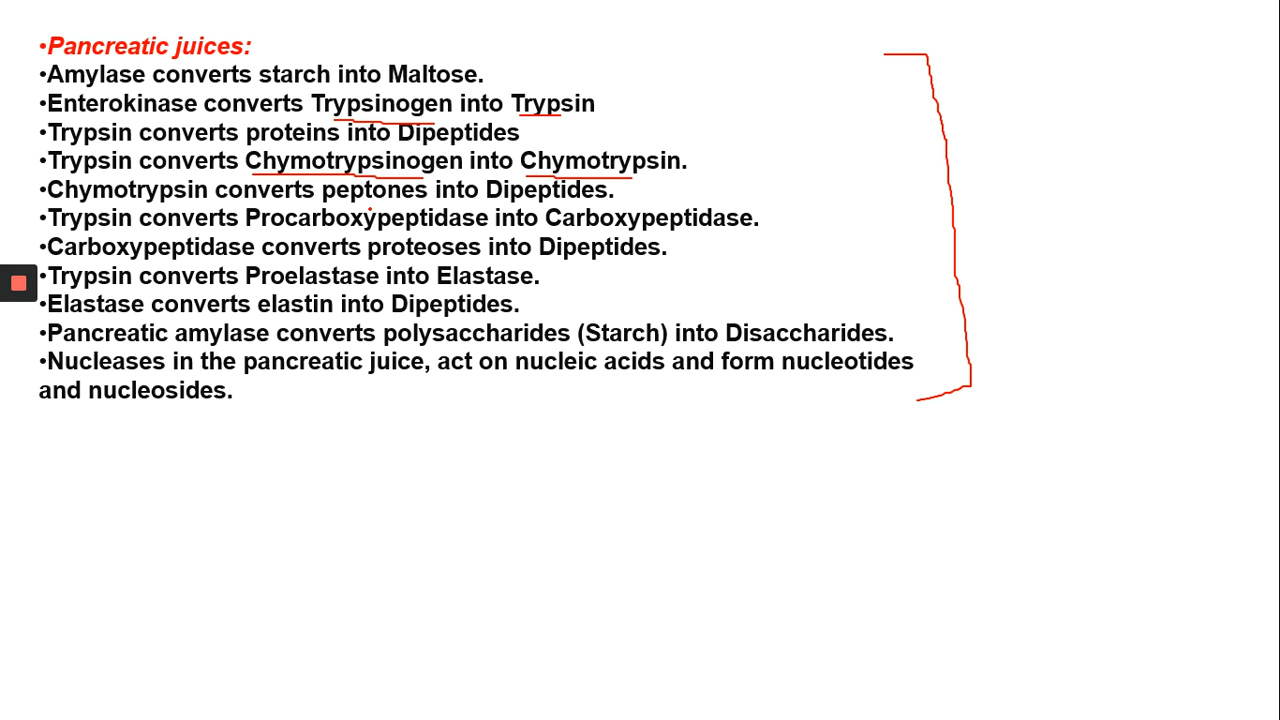 •Pancreatic juices:
•Amylase converts starch into Maltose.
•Enterokinase converts Trypsinogen into Trypsin
•Trypsin converts proteins into Dipeptides
•Trypsin converts Chymotrypsinogen into Chymotrypsin.
•Chymotrypsin converts peptones into Dipeptides.
•Trypsin converts Procarboxypeptidase into Carboxypeptidase.
•Carboxypeptidase converts proteoses into Dipeptides.
•Trypsin converts Proelastase into Elastase.
•Elastase converts elastin into Dipeptides.
•Pancreatic amylase converts polysaccharides (Starch) into Disaccharides.
•Nucleases in the pancreatic juice, act on nucleic acids and form nucleotides
and nucleosides.